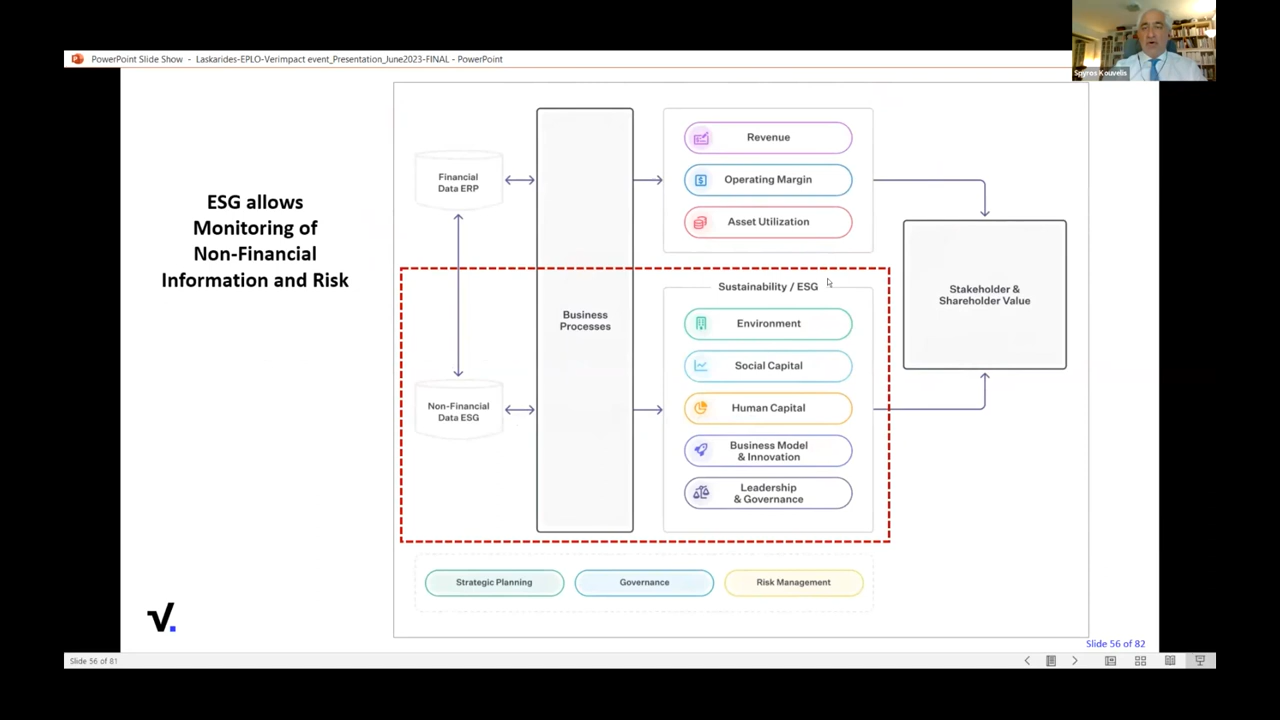 PowerPoint Slide Show - Laskarides-EPLO-Verimpact event_Presentation_June2023-FINAL - PowerPoint
Spyros Kouvelis
ESG allows
Monitoring of
Non-Financial
Information and Risk
Financial
Data ERP
Non-Financial
Data ESG
Business
Processes
Revenue
Operating Margin
Asset Utilization
Sustainability / ESG
Environment
Social Capital
Human Capital
Business Model
& Innovation
Leadership
& Governance
Stakeholder &
Shareholder Value
Strategic Planning
Governance
Risk Management
Slide 56 of 82
Slide 56 of 81